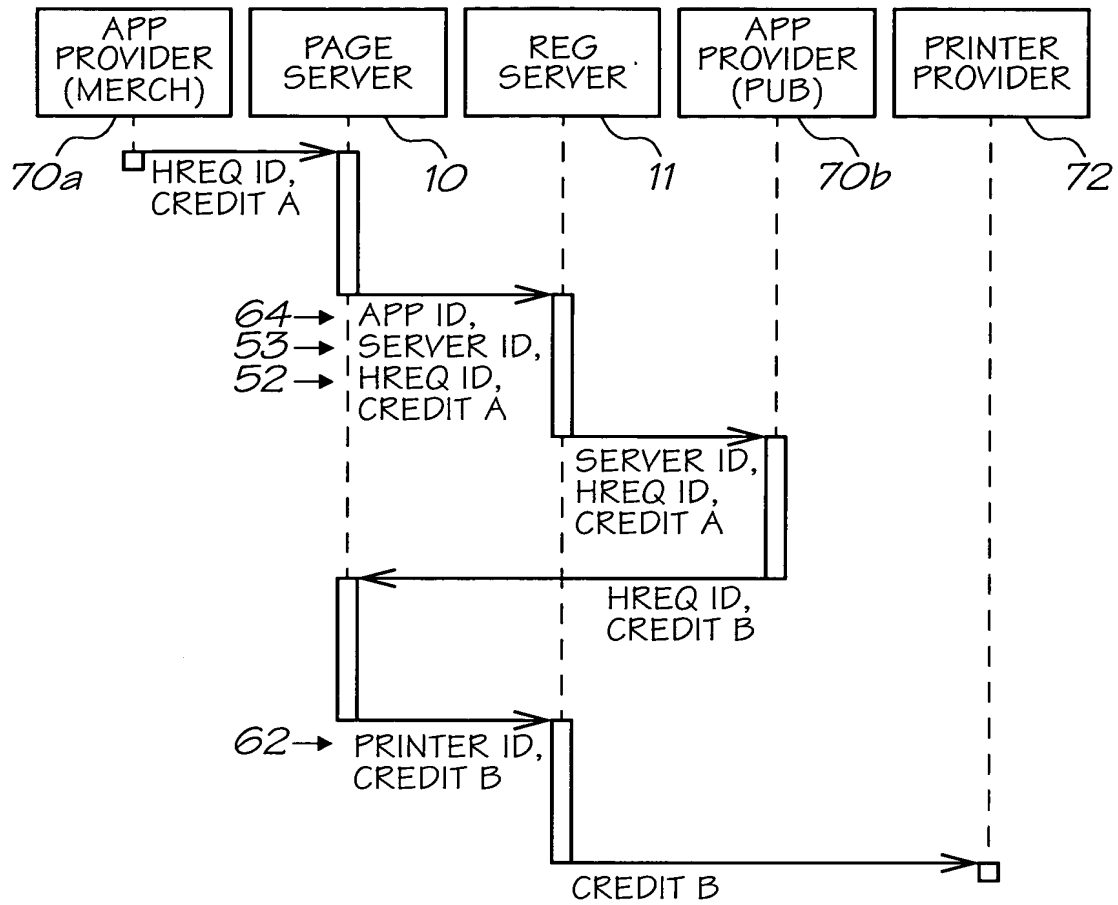 APP
PROVIDER
(MERCH)
PAGE
SERVER
REG
SERVER
APP
PROVIDER
(PUB)
PRINTER
PROVIDER
70a
10
11
70b
72
HREQ ID,
CREDIT A
64
APP ID,
53
SERVER ID,
52
HREQ ID,
CREDIT A
SERVER ID,
HREQ ID,
CREDIT A
HREQ ID,
CREDIT B
62
PRINTER ID,
CREDIT B
CREDIT B